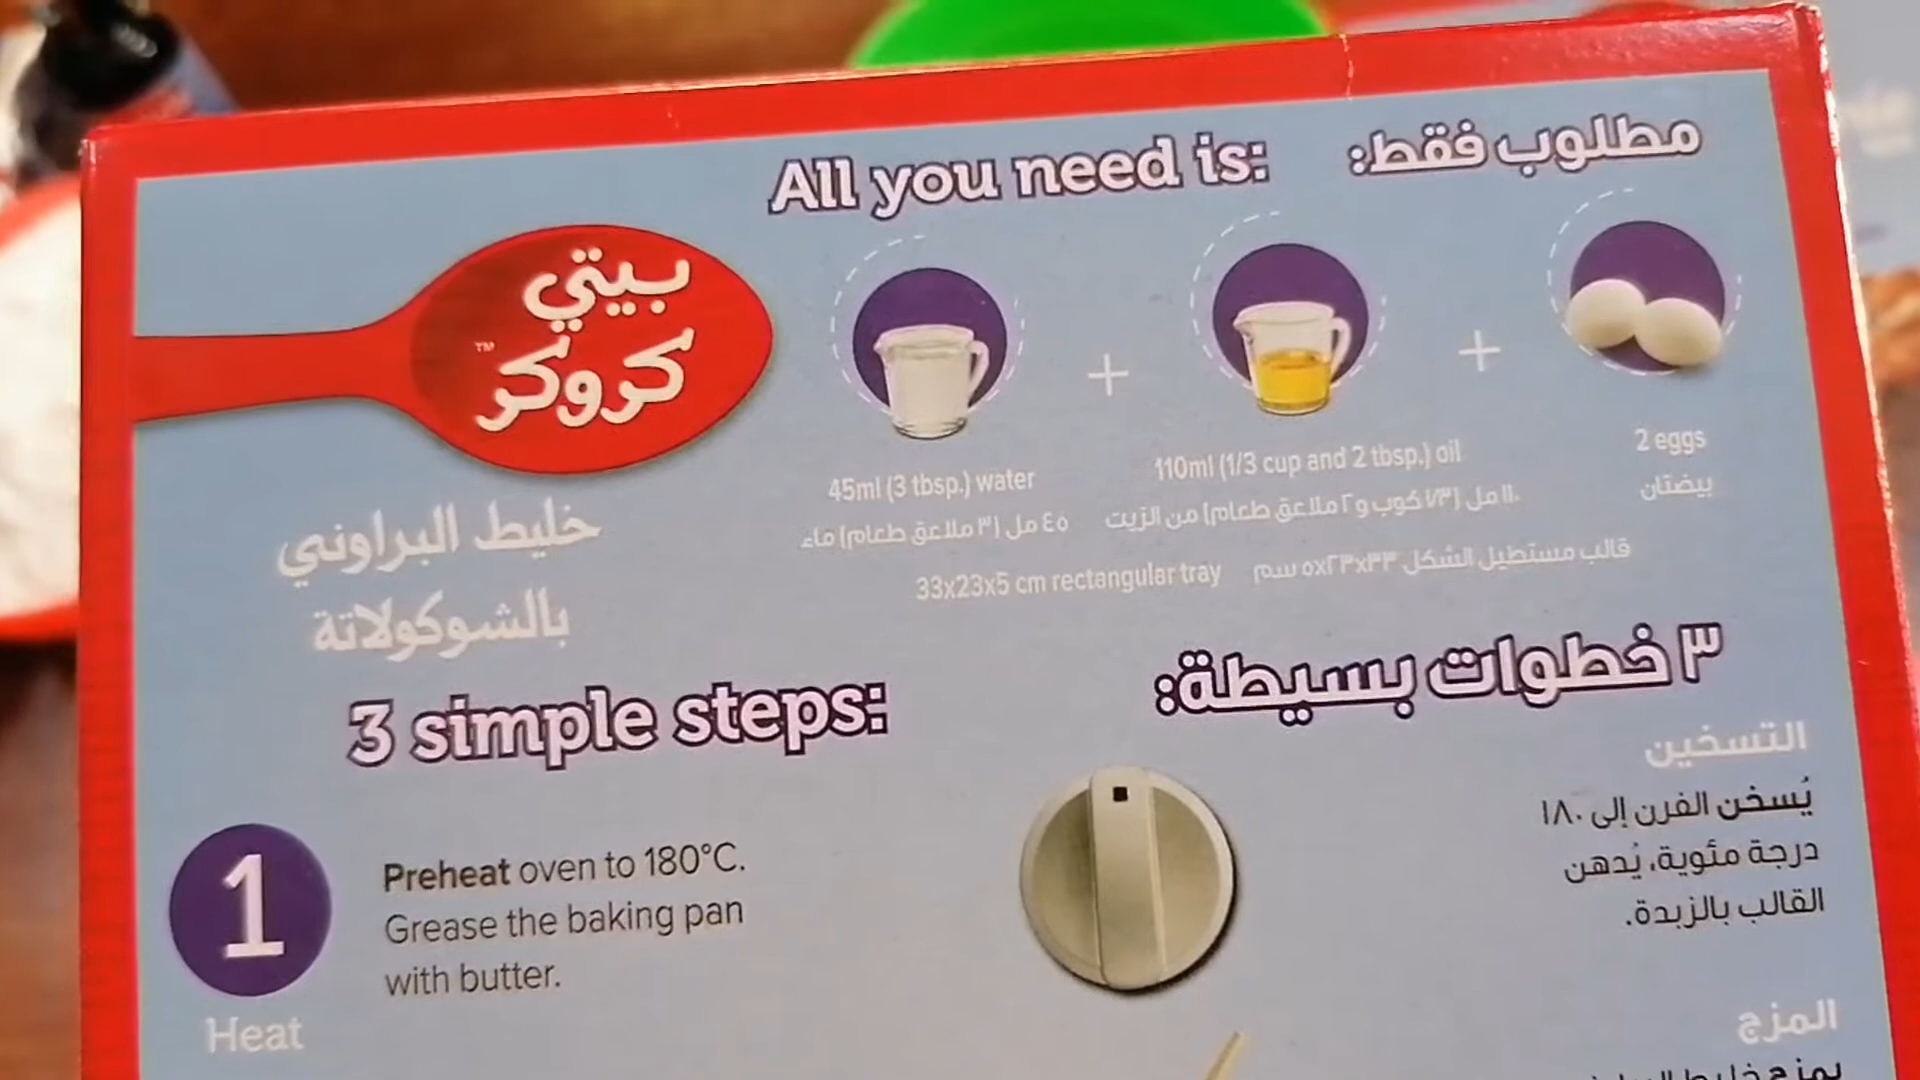 All you need is:
مطلوب فقط:
بيتي
كروكر
TM
45ml (3 tbsp.) water
٤٥ مل (٣ ملاعق طعام) ماء
+
110ml (1/3 cup and 2 tbsp.) oil
١١٠ مل (١/٣ كوب و٢ ملاعق طعام) من الزيت
+
2 eggs
بيضتان
33x23x5 cm rectangular tray
قالب مستطيل الشكل ٣٣x٢٣x٥ سم
خليط البراوني
بالشوكولاتة
3 simple steps:
٣ خطوات بسيطة:
1
Heat
Preheat oven to 180°C.
Grease the baking pan
with butter.
التسخين
يُسخن الفرن إلى ١٨٠
درجة مئوية، يُدهن
القالب بالزبدة.
المزج